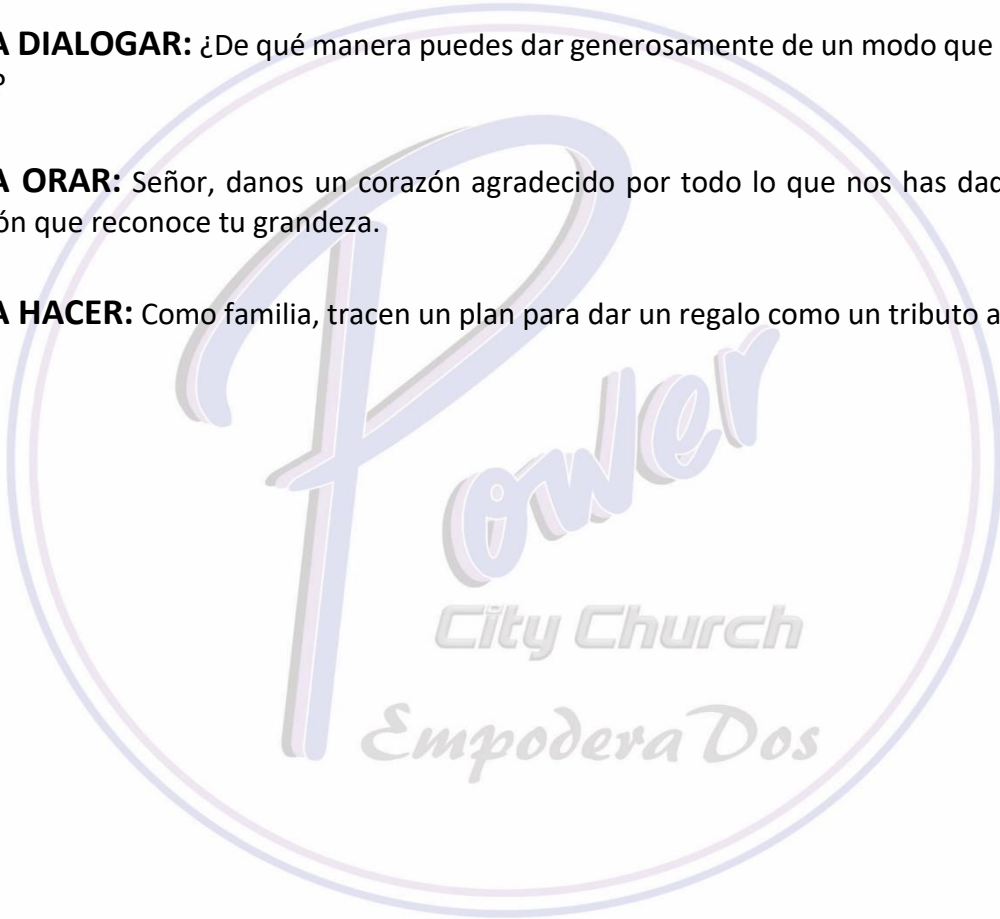 A DIALOGAR: ¿De qué manera puedes dar generosamente de un modo que
?
A ORAR: Señor, danos un corazón agradecido por todo lo que nos has dad
ón que reconoce tu grandeza.
A HACER: Como familia, tracen un plan para dar un regalo como un tributo a
Power
City Church
EmpoderaDos